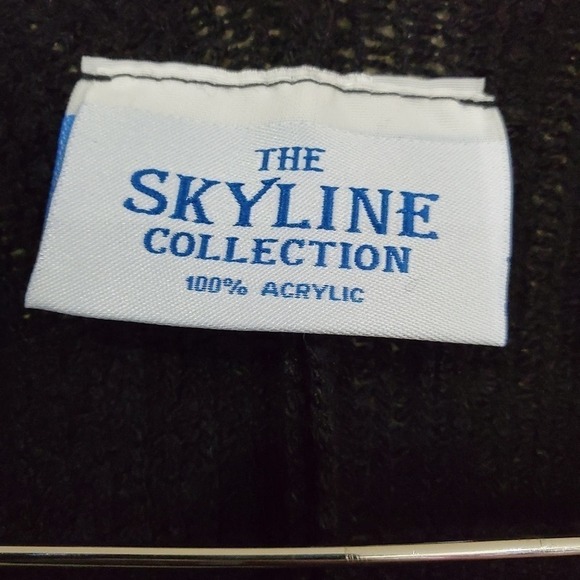 THE
SKYLINE
COLLECTION
100% ACRYLIC